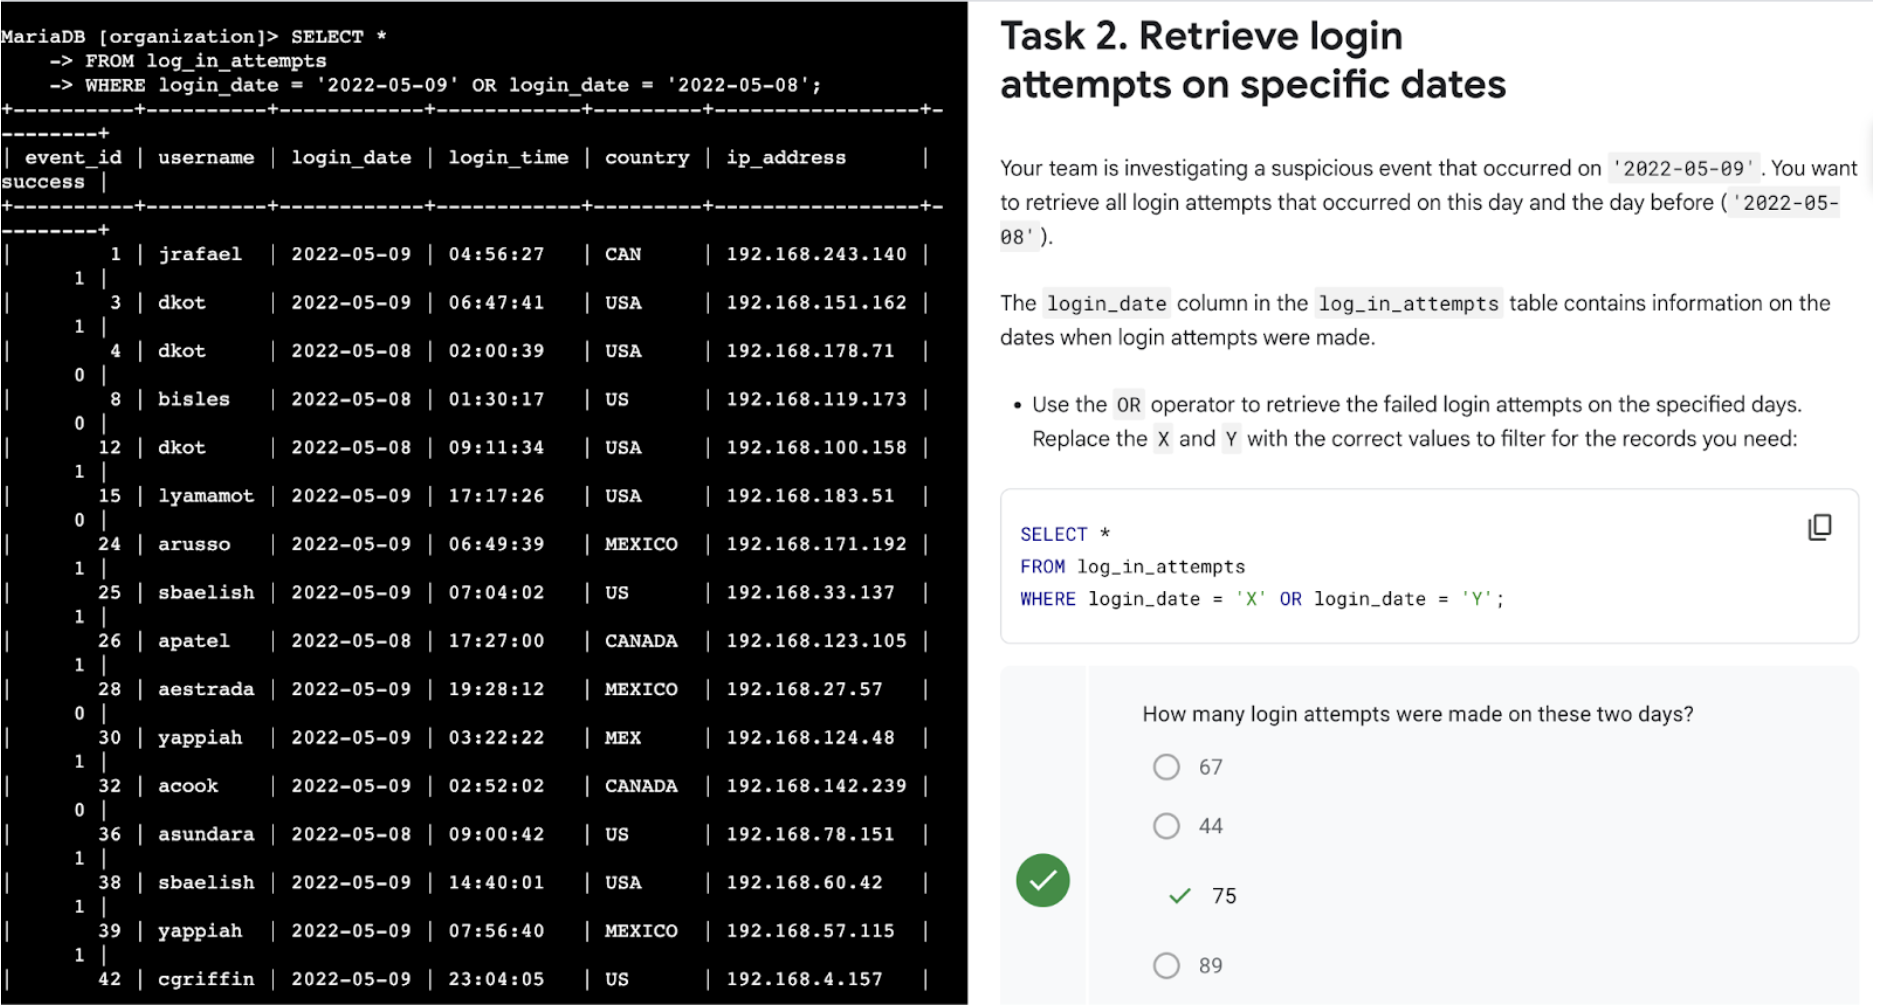 MariaDB [organization]> SELECT *
-> FROM log_in_attempts
-> WHERE login_date = '2022-05-09' OR login_date = '2022-05-08';
+----------+----------+------------+------------+---------+-----------------+-
--------+
| event_id | username | login_date | login_time | country | ip_address      |
success |
+----------+----------+------------+------------+---------+-----------------+-
--------+
|        1 | jrafael  | 2022-05-09 | 04:56:27   | CAN     | 192.168.243.140 |
1 |
|        3 | dkot     | 2022-05-09 | 06:47:41   | USA     | 192.168.151.162 |
1 |
|        4 | dkot     | 2022-05-08 | 02:00:39   | USA     | 192.168.178.71  |
0 |
|        8 | bisles   | 2022-05-08 | 01:30:17   | US      | 192.168.119.173 |
0 |
|       12 | dkot     | 2022-05-08 | 09:11:34   | USA     | 192.168.100.158 |
1 |
|       15 | lyamamot | 2022-05-09 | 17:17:26   | USA     | 192.168.183.51  |
0 |
|       24 | arusso   | 2022-05-09 | 06:49:39   | MEXICO  | 192.168.171.192 |
1 |
|       25 | sbaelish | 2022-05-09 | 07:04:02   | US      | 192.168.33.137  |
1 |
|       26 | apatel   | 2022-05-08 | 17:27:00   | CANADA  | 192.168.123.105 |
1 |
|       28 | aestrada | 2022-05-09 | 19:28:12   | MEXICO  | 192.168.27.57   |
0 |
|       30 | yappiah  | 2022-05-09 | 03:22:22   | MEX     | 192.168.124.48  |
1 |
|       32 | acook    | 2022-05-09 | 02:52:02   | CANADA  | 192.168.142.239 |
0 |
|       36 | asundara | 2022-05-08 | 09:00:42   | US      | 192.168.78.151  |
1 |
|       38 | sbaelish | 2022-05-09 | 14:40:01   | USA     | 192.168.60.42   |
1 |
|       39 | yappiah  | 2022-05-09 | 07:56:40   | MEXICO  | 192.168.57.115  |
1 |
|       42 | cgriffin | 2022-05-09 | 23:04:05   | US      | 192.168.4.157   |
Task 2. Retrieve login
attempts on specific dates
Your team is investigating a suspicious event that occurred on '2022-05-09'. You want
to retrieve all login attempts that occurred on this day and the day before ('2022-05-
08').
The login_date column in the log_in_attempts table contains information on the
dates when login attempts were made.
• Use the OR operator to retrieve the failed login attempts on the specified days.
Replace the X and Y with the correct values to filter for the records you need:
SELECT *
FROM log_in_attempts
WHERE login_date = 'X' OR login_date = 'Y';
How many login attempts were made on these two days?
67
44
75
89